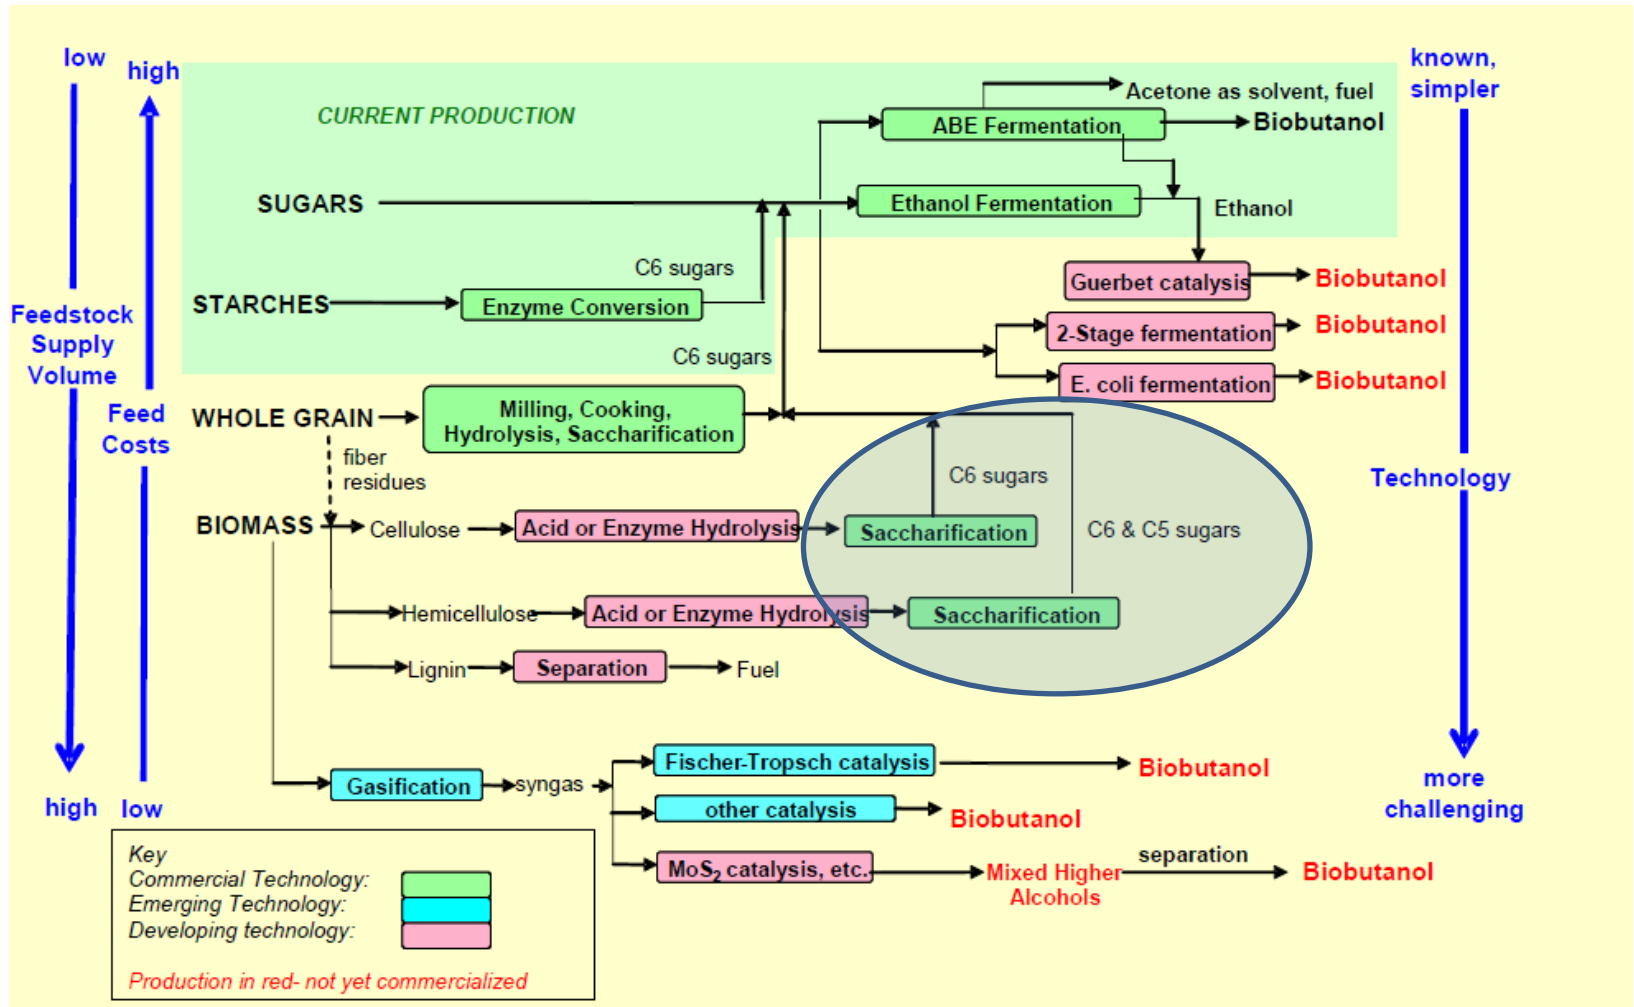 low
high
known,
simpler
CURRENT PRODUCTION
Acetone as solvent, fuel
ABE Fermentation
Biobutanol
SUGARS
Ethanol Fermentation
Ethanol
C6 sugars
Guerbet catalysis
Biobutanol
STARCHES
Enzyme Conversion
Feedstock
Supply
Volume
2-Stage fermentation
Biobutanol
C6 sugars
E. coli fermentation
Biobutanol
Feed
Costs
WHOLE GRAIN
Milling, Cooking,
Hydrolysis, Saccharification
fiber
residues
C6 sugars
Technology
BIOMASS
Cellulose
Acid or Enzyme Hydrolysis
Saccharification
C6 & C5 sugars
Hemicellulose
Acid or Enzyme Hydrolysis
Saccharification
Lignin
Separation
Fuel
Fischer-Tropsch catalysis
Biobutanol
Gasification
syngas
other catalysis
Biobutanol
high
low
more
challenging
MoS₂ catalysis, etc.
Mixed Higher
Alcohols
separation
Biobutanol
Key
Commercial Technology:
Emerging Technology:
Developing technology:
Production in red- not yet commercialized